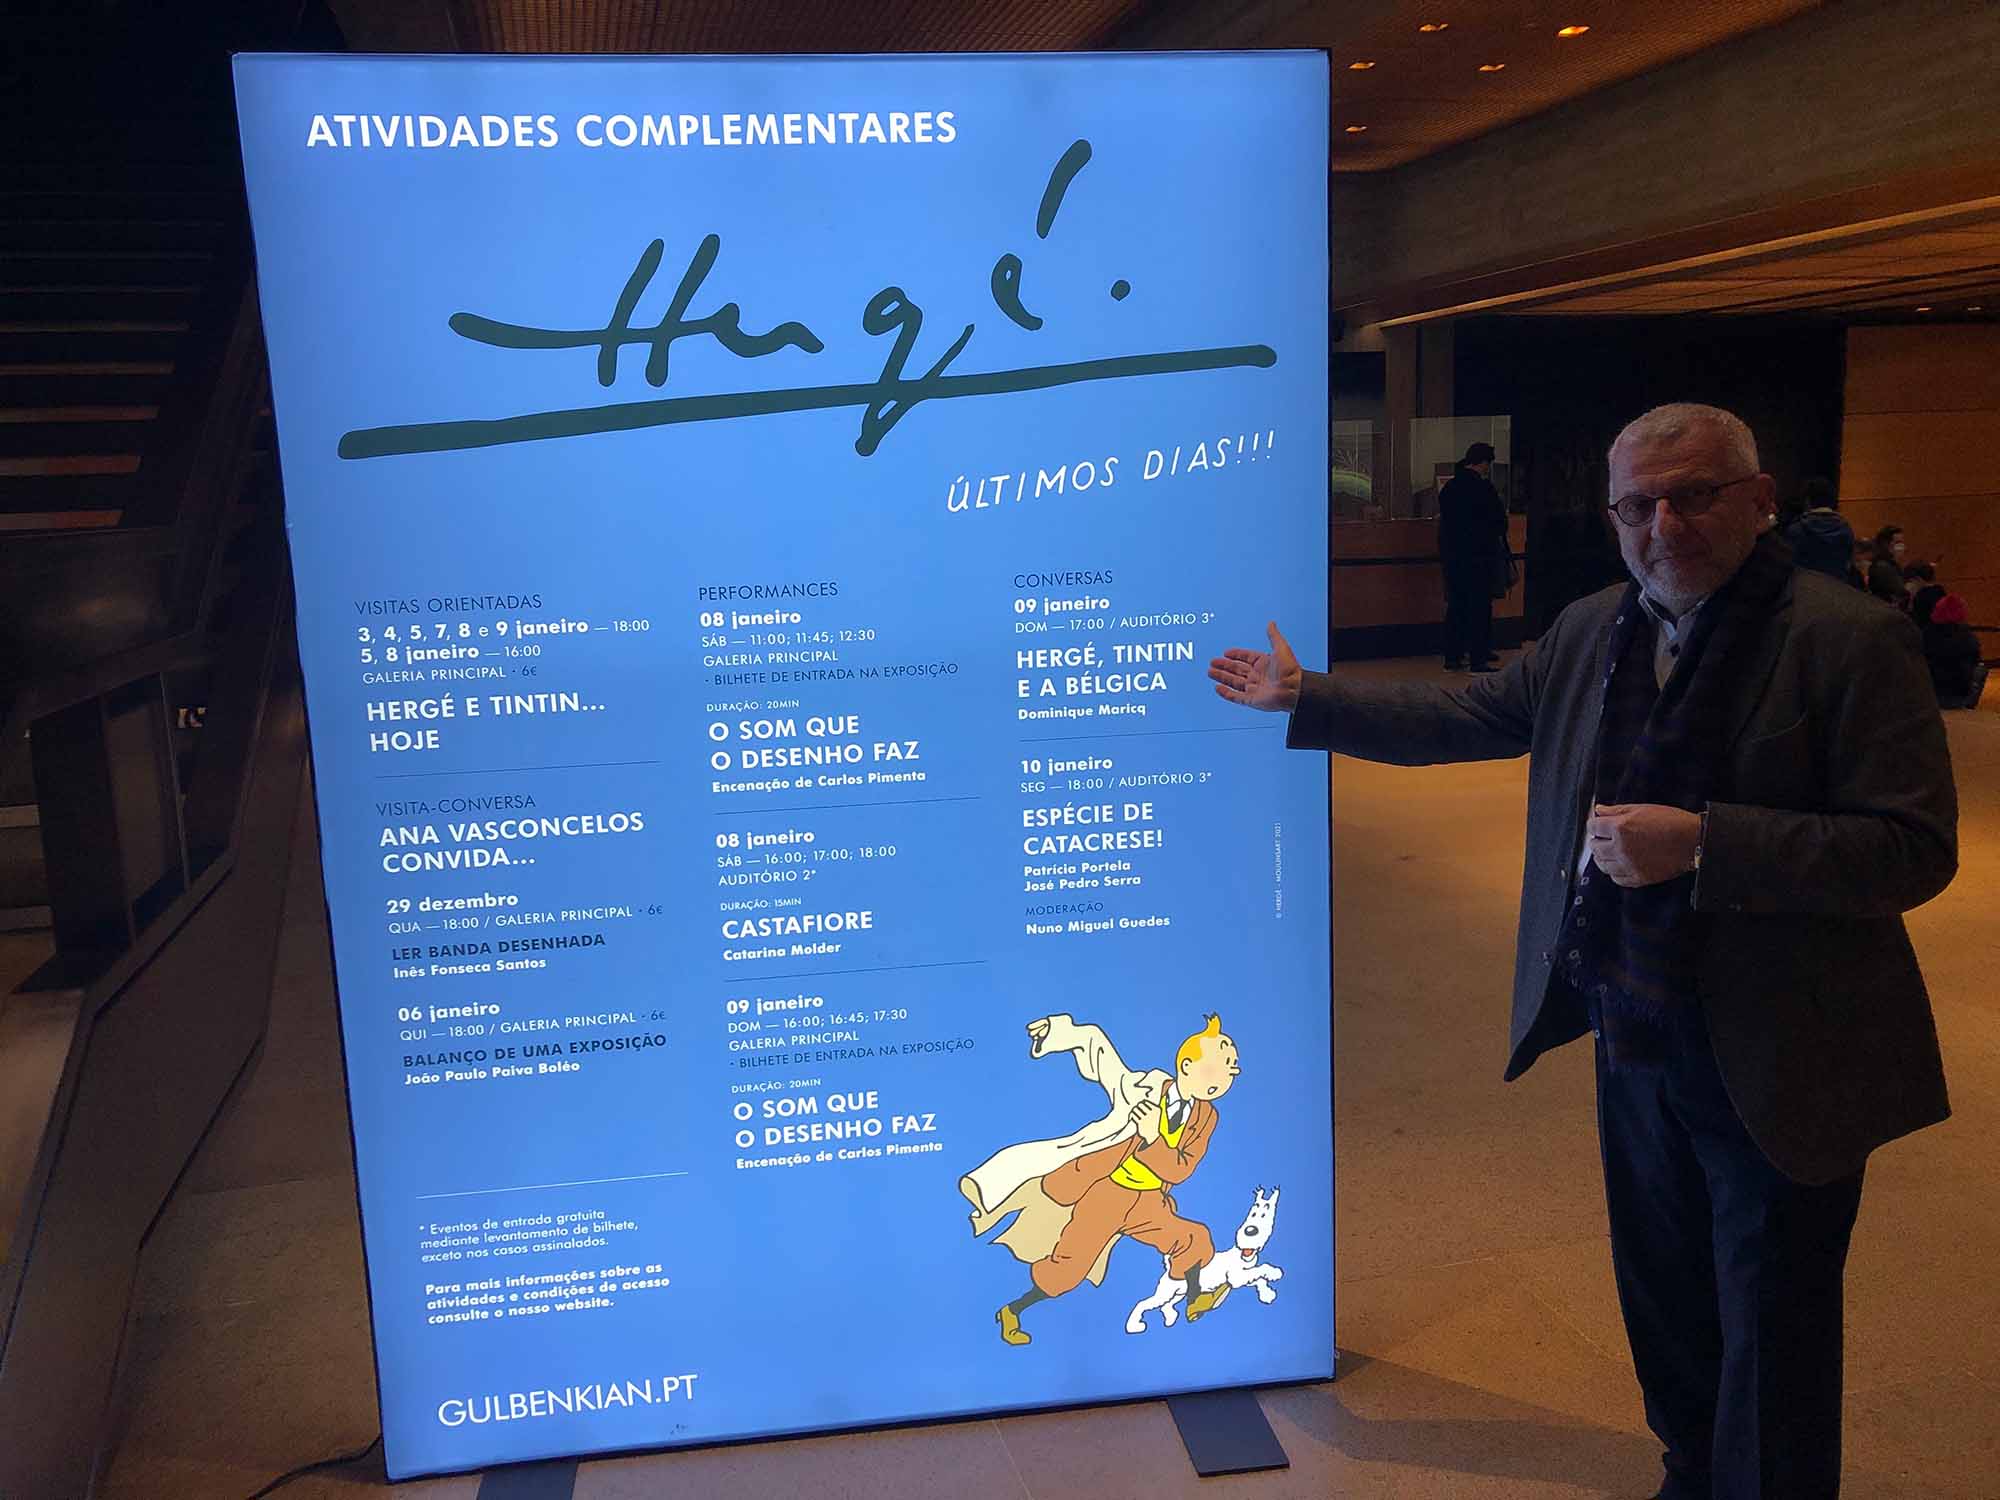 ATIVIDADES COMPLEMENTARES
Hergé.
ÚLTIMOS DIAS!!!
VISITAS ORIENTADAS
3, 4, 5, 7, 8 e 9 janeiro — 18:00
5, 8 janeiro — 16:00
GALERIA PRINCIPAL · 6€
HERGÉ E TINTIN...
HOJE
VISITA-CONVERSA
ANA VASCONCELOS
CONVIDA...
29 dezembro
QUA — 18:00 / GALERIA PRINCIPAL · 6€
LER BANDA DESENHADA
Inês Fonseca Santos
06 janeiro
QUI — 18:00 / GALERIA PRINCIPAL · 6€
BALANÇO DE UMA EXPOSIÇÃO
João Paulo Paiva Boléo
* Eventos de entrada gratuita
mediante levantamento de bilhete,
exceto nos casos assinalados.
Para mais informações sobre as
atividades e condições de acesso
consulte o nosso website.
GULBENKIAN.PT
PERFORMANCES
08 janeiro
SÁB — 11:00; 11:45; 12:30
GALERIA PRINCIPAL
· BILHETE DE ENTRADA NA EXPOSIÇÃO
DURAÇÃO: 20MIN
O SOM QUE
O DESENHO FAZ
Encenação de Carlos Pimenta
08 janeiro
SÁB — 16:00; 17:00; 18:00
AUDITÓRIO 2*
DURAÇÃO: 15MIN
CASTAFIORE
Catarina Molder
09 janeiro
DOM — 16:00; 16:45; 17:30
GALERIA PRINCIPAL
· BILHETE DE ENTRADA NA EXPOSIÇÃO
DURAÇÃO: 20MIN
O SOM QUE
O DESENHO FAZ
Encenação de Carlos Pimenta
CONVERSAS
09 janeiro
DOM — 17:00 / AUDITÓRIO 3*
HERGÉ, TINTIN
E A BÉLGICA
Dominique Maricq
10 janeiro
SEG — 18:00 / AUDITÓRIO 3*
ESPÉCIE DE
CATACRESE!
Patrícia Portela
José Pedro Serra
MODERAÇÃO
Nuno Miguel Guedes
© HERGÉ - MOULINSART 2021